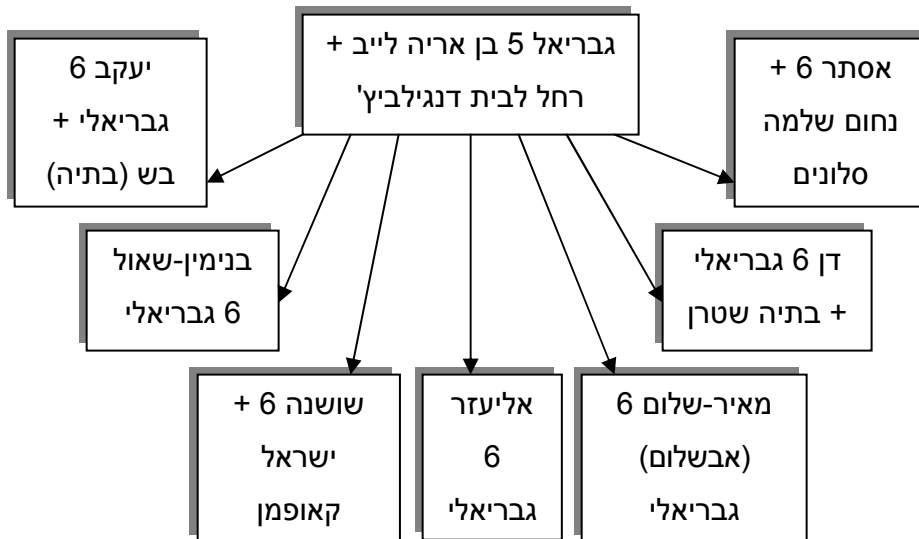 גבריאל 5 בן אריה לייב +
רחל לבית דנגילביץ'
אסתר 6 +
נחום שלמה
סלונים
דן 6 גבריאלי
+ בתיה שטרן
מאיר-שלום 6
(אבשלום)
גבריאלי
אליעזר
6
גבריאלי
שושנה 6 +
ישראל
קאופמן
בנימין-שאול
6 גבריאלי
יעקב 6
גבריאלי +
בש (בתיה)